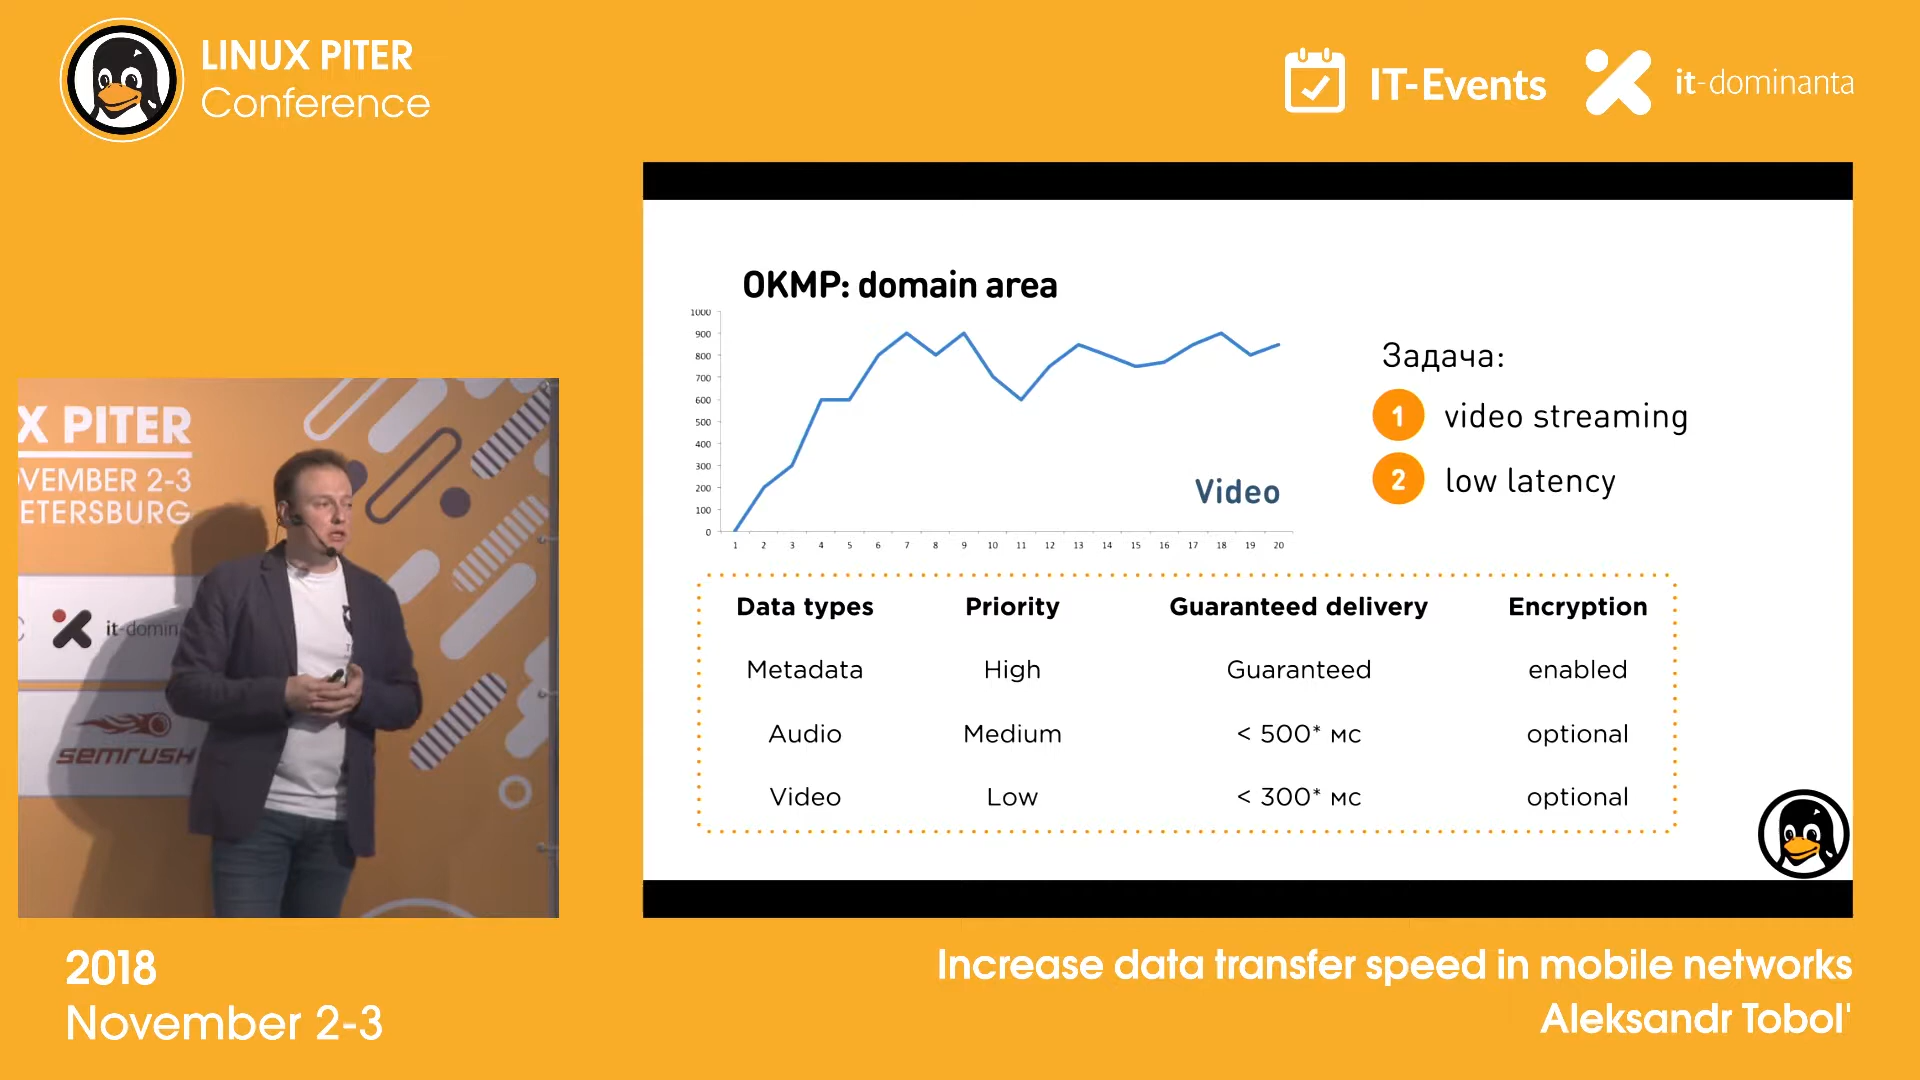 LINUX PITER
Conference
IT-Events
it-dominanta
OKMP: domain area
1000
900
800
700
600
500
400
300
200
100
0
1 2 3 4 5 6 7 8 9 10 11 12 13 14 15 16 17 18 19 20
Video
Задача:
1 video streaming
2 low latency
Data types Priority Guaranteed delivery Encryption
Metadata High Guaranteed enabled
Audio Medium < 500* мс optional
Video Low < 300* мс optional
X PITER
VEMBER 2-3
ETERSBURG
it-domin
semrush
2018
November 2-3
Increase data transfer speed in mobile networks
Aleksandr Tobol'